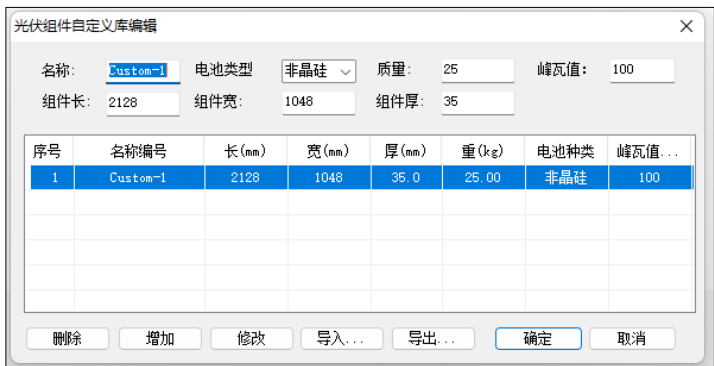 光伏组件自定义库编辑
名称: Custom-1 电池类型 非晶硅 质量: 25 峰瓦值: 100
组件长: 2128 组件宽: 1048 组件厚: 35
序号 名称编号 长(mm) 宽(mm) 厚(mm) 重(kg) 电池种类 峰瓦值...
1 Custom-1 2128 1048 35.0 25.00 非晶硅 100
删除 增加 修改 导入... 导出... 确定 取消